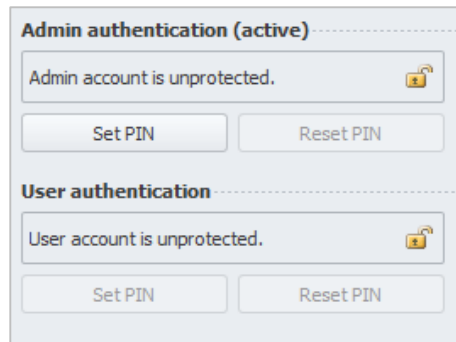 Admin authentication (active)
Admin account is unprotected.
Set PIN Reset PIN
User authentication
User account is unprotected.
Set PIN Reset PIN